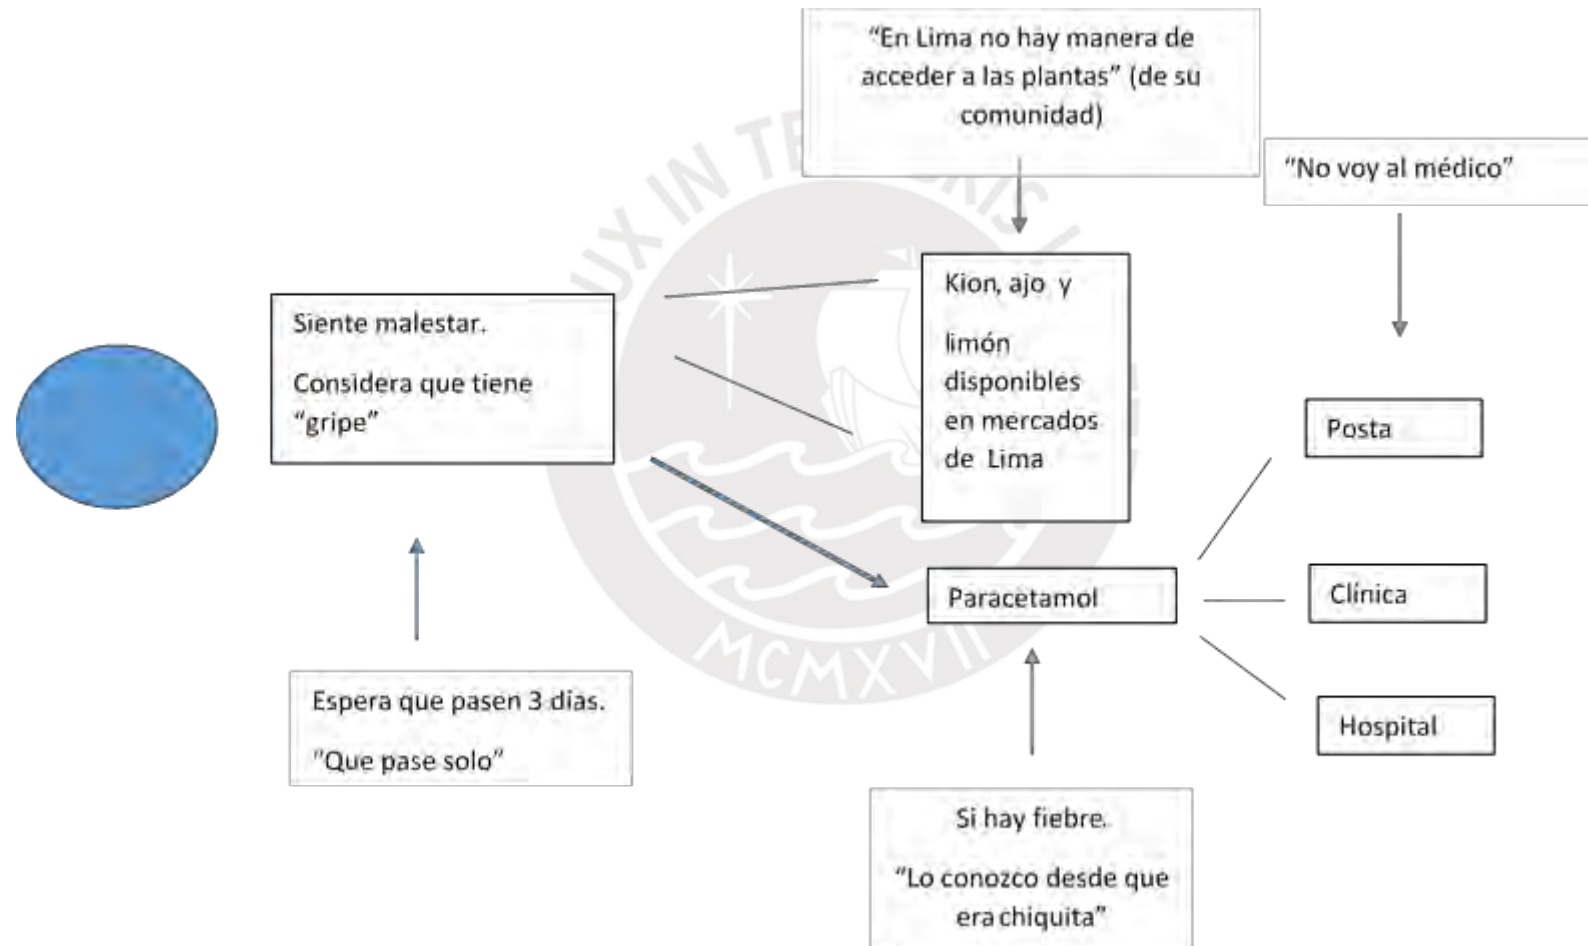 “En Lima no hay manera de
acceder a las plantas” (de su
comunidad)
“No voy al médico”
Siente malestar.
Considera que tiene
“gripe”
Kion, ajo y
limón
disponibles
en mercados
de Lima
Posta
Paracetamol
Clínica
Hospital
Espera que pasen 3 días.
“Que pase solo”
Si hay fiebre.
“Lo conozco desde que
era chiquita”
MCMXVII